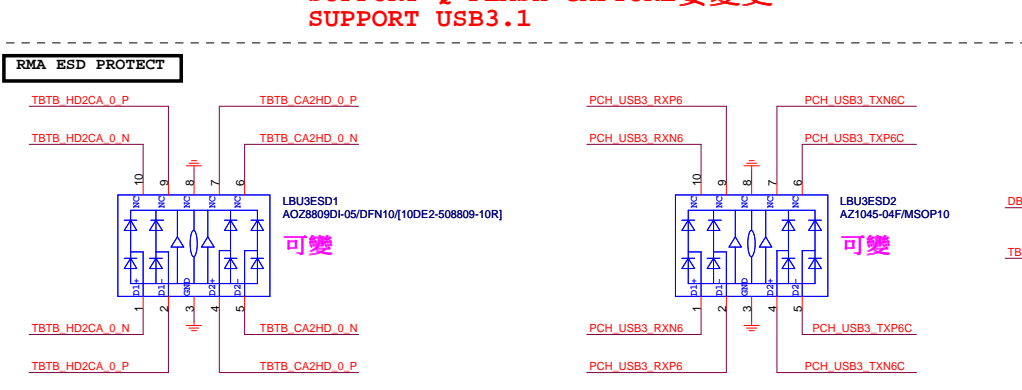 SUPPORT USB3.1
RMA ESD PROTECT
TBTB_HD2CA_0_P
TBTB_CA2HD_0_P
TBTB_HD2CA_0_N
TBTB_CA2HD_0_N
10 9 8 7 6
NC NC NC NC NC
D1+ D1- GND D2+ D2-
1 2 3 4 5
LBU3ESD1
AOZ8809DI-05/DFN10/[10DE2-508809-10R]
可變
TBTB_HD2CA_0_N
TBTB_CA2HD_0_N
TBTB_HD2CA_0_P
TBTB_CA2HD_0_P
PCH_USB3_RXP6
PCH_USB3_TXN6C
PCH_USB3_RXN6
PCH_USB3_TXP6C
10 9 8 7 6
NC NC NC NC NC
D1+ D1- GND D2+ D2-
1 2 3 4 5
LBU3ESD2
AZ1045-04F/MSOP10
可變
PCH_USB3_RXN6
PCH_USB3_TXP6C
PCH_USB3_RXP6
PCH_USB3_TXN6C
DB
TB